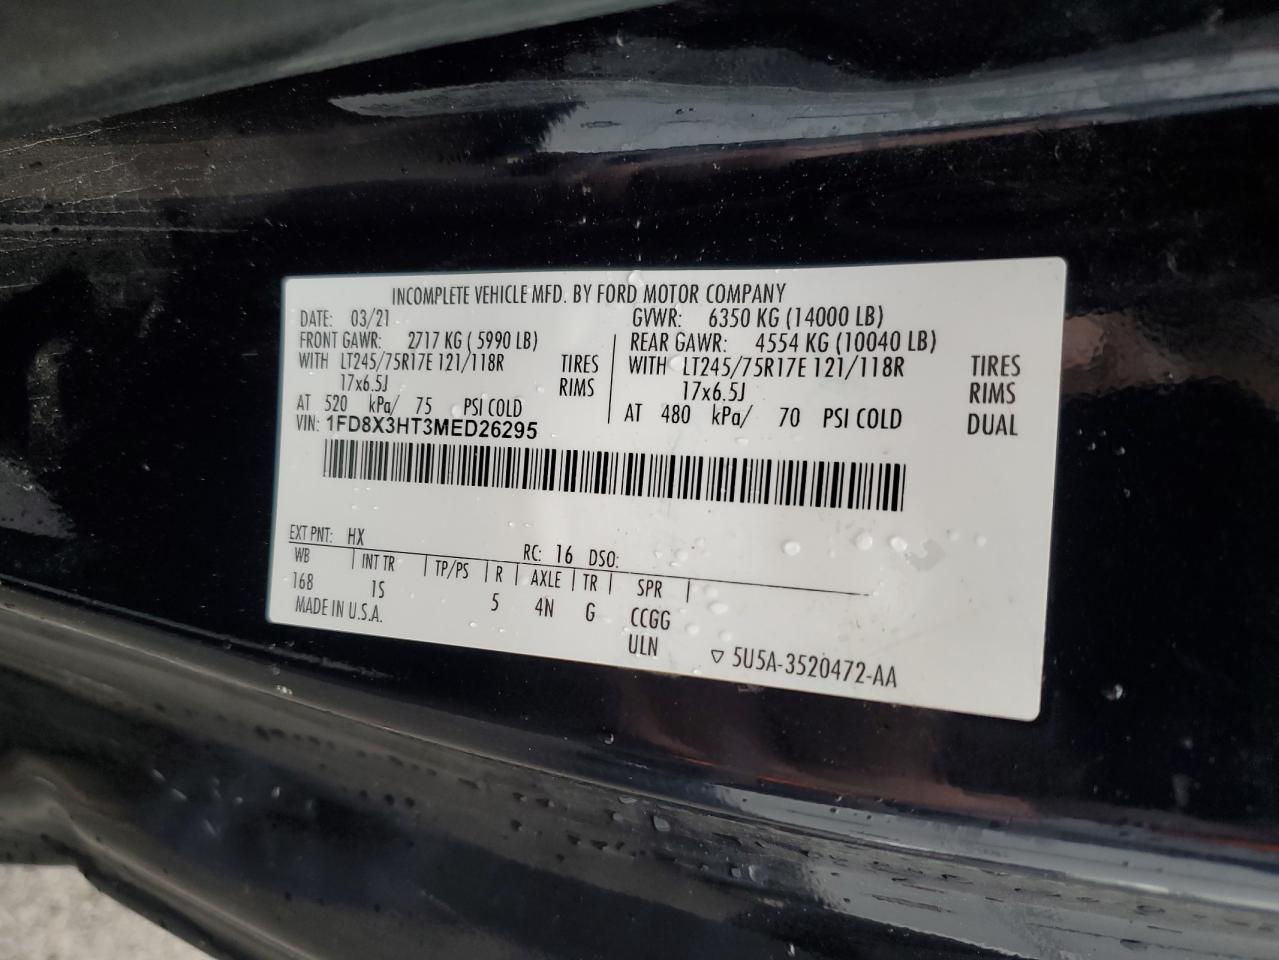 INCOMPLETE VEHICLE MFD. BY FORD MOTOR COMPANY
DATE: 03/21 GVWR: 6350 KG (14000 LB)
FRONT GAWR: 2717 KG ( 5990 LB) REAR GAWR: 4554 KG (10040 LB)
WITH LT245/75R17E 121/118R TIRES WITH LT245/75R17E 121/118R TIRES
17x6.5J RIMS 17x6.5J RIMS
AT 520 kPa/ 75 PSI COLD AT 480 kPa/ 70 PSI COLD DUAL
VIN: 1FD8X3HT3MED26295
EXT PNT: HX RC: 16 DSO:
WB INT TR TP/PS R AXLE TR SPR
168 1S 5 4N G CCGG
MADE IN U.S.A. ULN ▽ 5U5A-3520472-AA